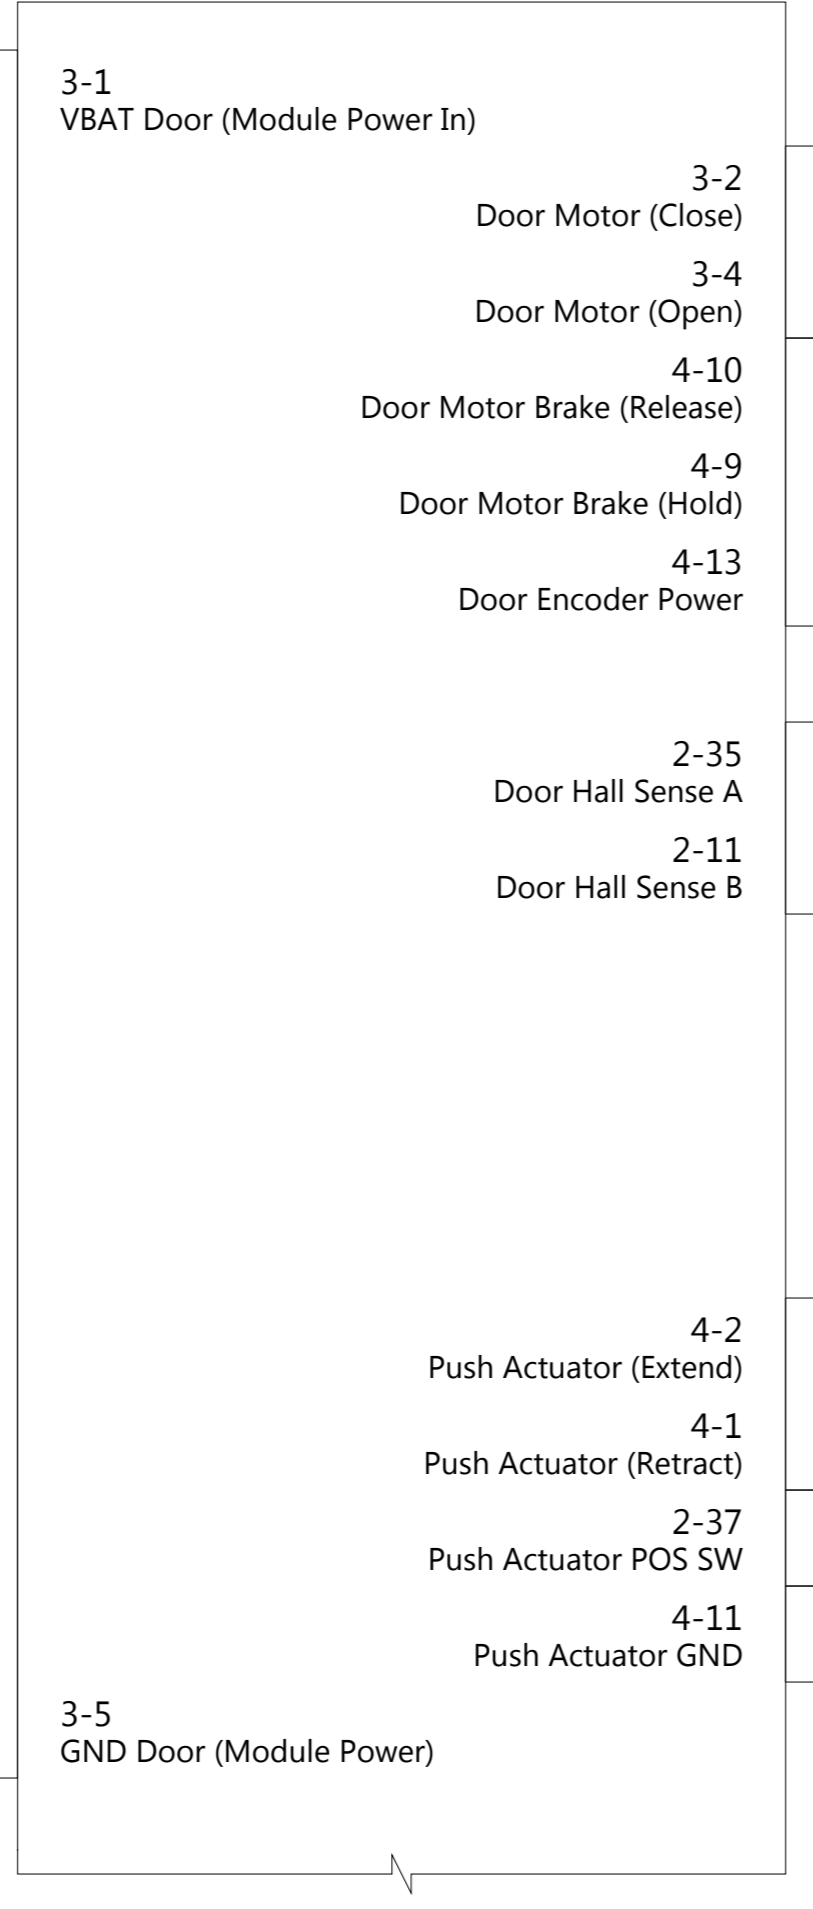 3-1
VBAT Door (Module Power In)
3-2
Door Motor (Close)
3-4
Door Motor (Open)
4-10
Door Motor Brake (Release)
4-9
Door Motor Brake (Hold)
4-13
Door Encoder Power
2-35
Door Hall Sense A
2-11
Door Hall Sense B
4-2
Push Actuator (Extend)
4-1
Push Actuator (Retract)
2-37
Push Actuator POS SW
4-11
Push Actuator GND
3-5
GND Door (Module Power)